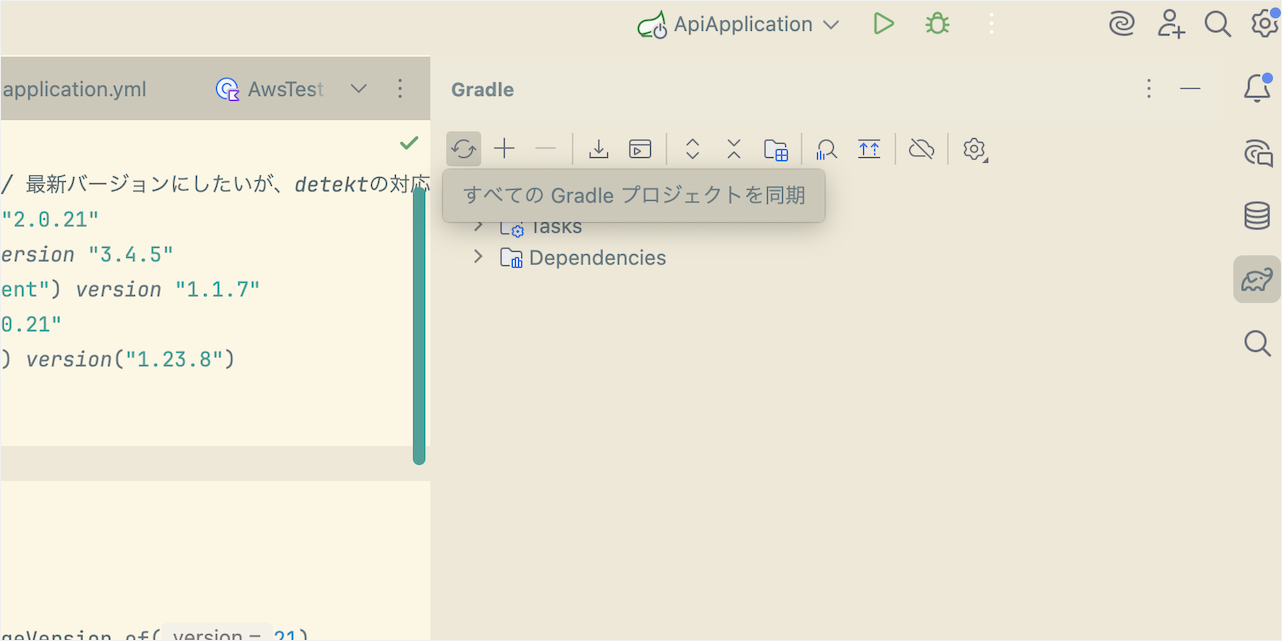 ApiApplication
application.yml AwsTest
Gradle
/ 最新バージョンにしたいが、detektの対応
すべての Gradle プロジェクトを同期
"2.0.21"
Tasks
ersion "3.4.5"
Dependencies
ent") version "1.1.7"
0.21"
) version("1.23.8")
geVersion.of( version = 21)